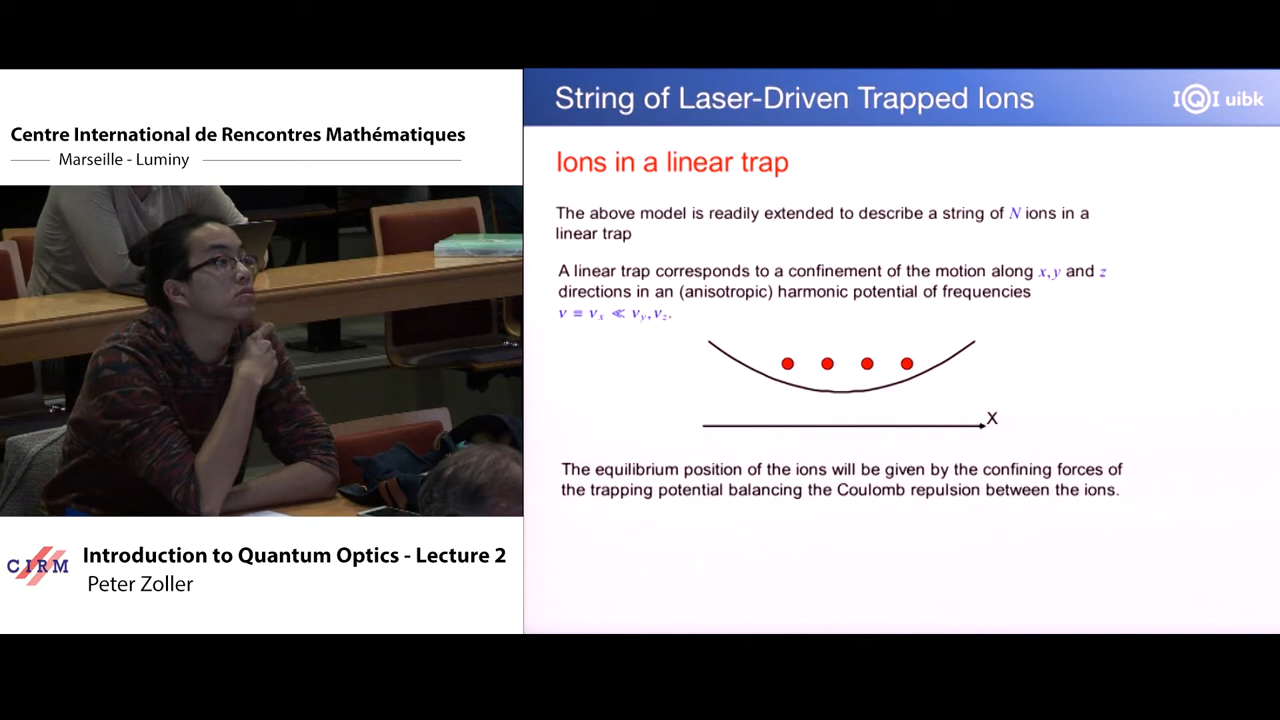 Centre International de Rencontres Mathématiques
Marseille - Luminy
CIRM
Introduction to Quantum Optics - Lecture 2
Peter Zoller
String of Laser-Driven Trapped Ions
IQI uibk
Ions in a linear trap
The above model is readily extended to describe a string of N ions in a
linear trap
A linear trap corresponds to a confinement of the motion along x, y and z
directions in an (anisotropic) harmonic potential of frequencies
ν ≡ νₓ ≪ ν_y, ν_z.
X
The equilibrium position of the ions will be given by the confining forces of
the trapping potential balancing the Coulomb repulsion between the ions.